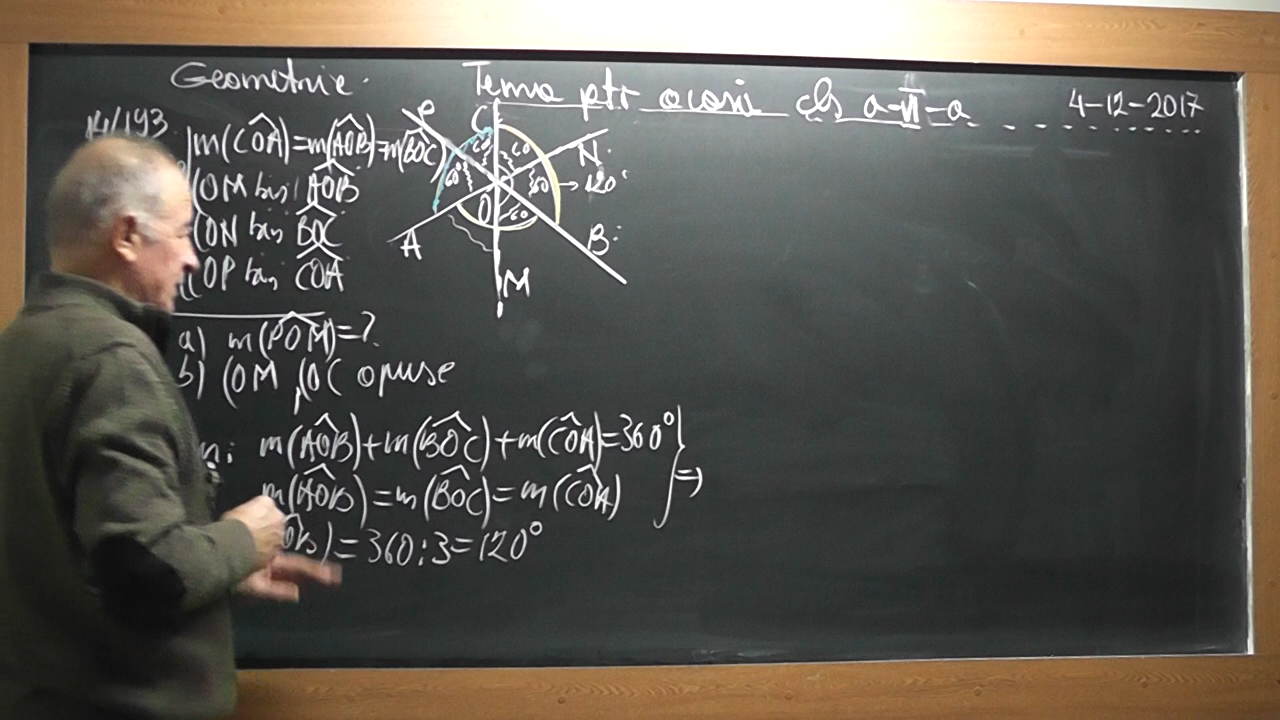 Geometrie. Tema ptr acasă cls a-VI-a 4-12-2017
14/193
m(COA)=m(AOB)=m(BOC)
(OM bis AOB
(ON bis BOC
(OP bis COA
P C N 60 60 60 60 120° O A B M
a) m(POM)=?
b) (OM, (OC opuse
m(AOB)+m(BOC)+m(COA)=360°
m(AOB)=m(BOC)=m(COA) } =>
=360:3=120°